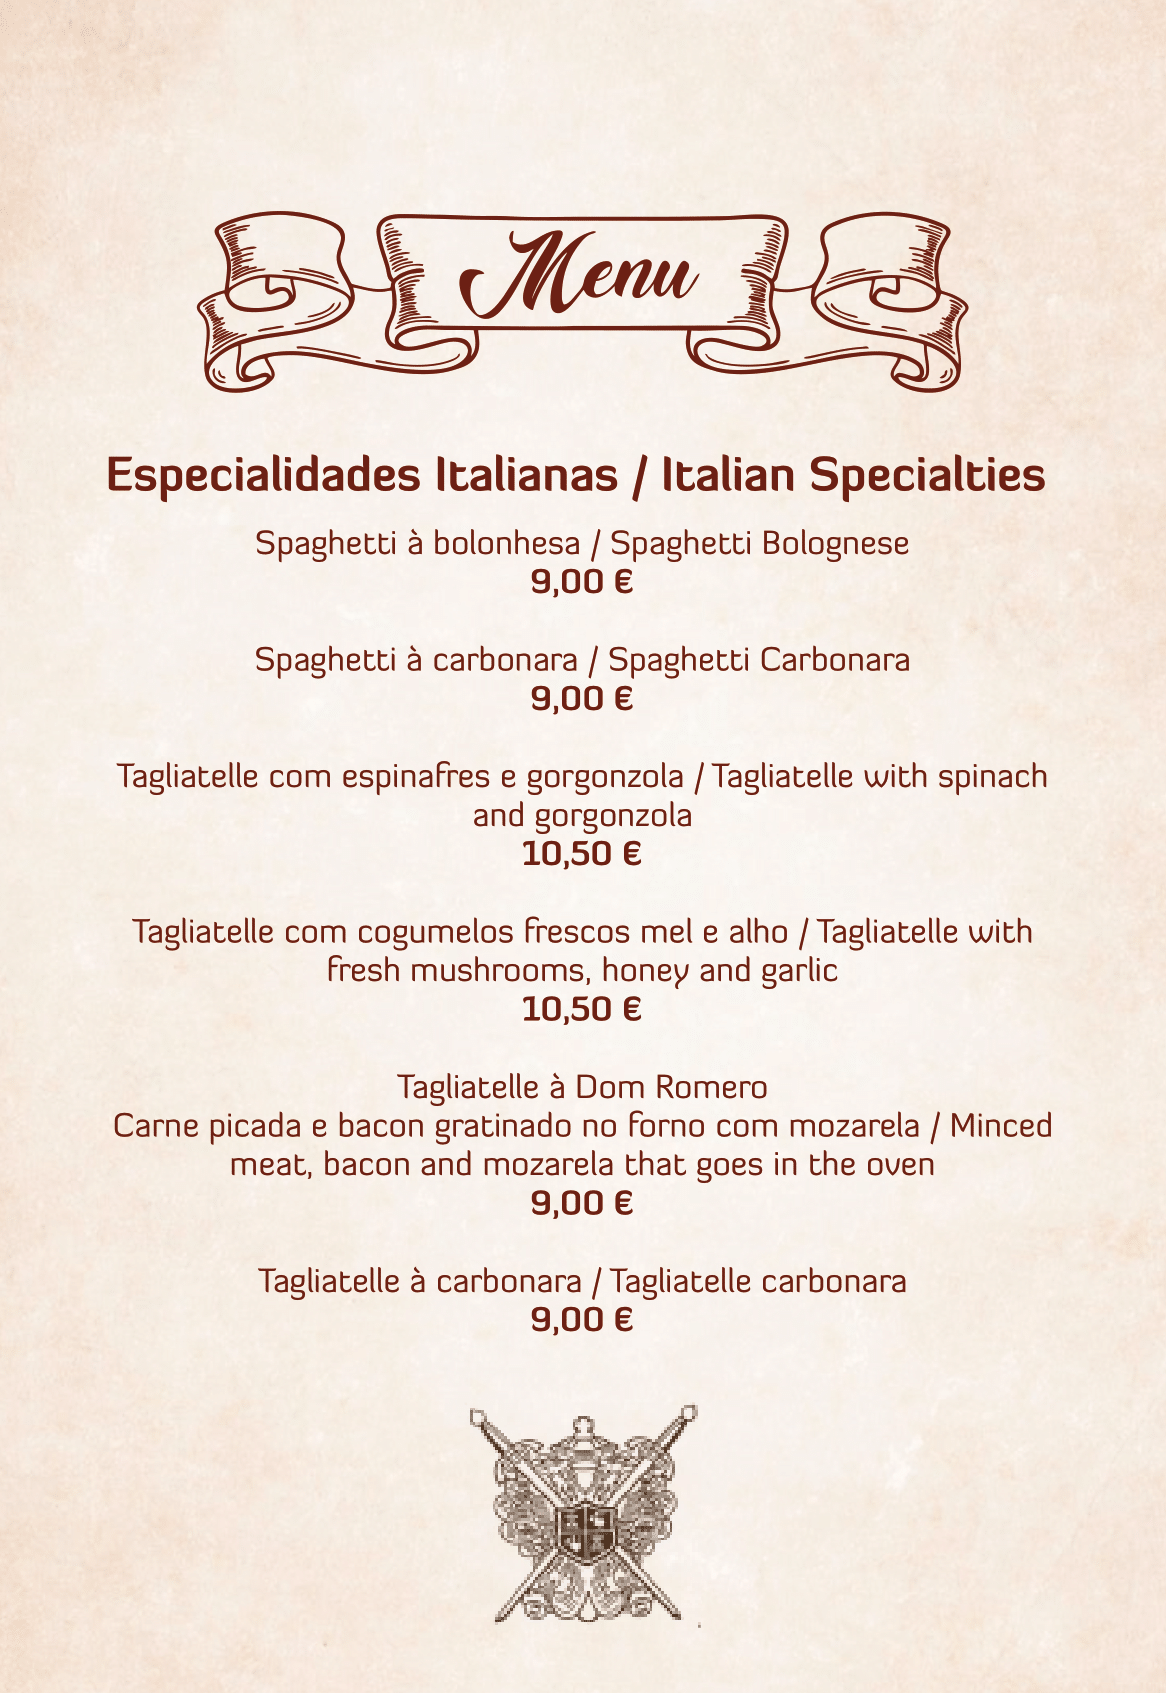 Menu
Especialidades Italianas / Italian Specialties
Spaghetti à bolonhesa / Spaghetti Bolognese
9,00 €
Spaghetti à carbonara / Spaghetti Carbonara
9,00 €
Tagliatelle com espinafres e gorgonzola / Tagliatelle with spinach
and gorgonzola
10,50 €
Tagliatelle com cogumelos frescos mel e alho / Tagliatelle with
fresh mushrooms, honey and garlic
10,50 €
Tagliatelle à Dom Romero
Carne picada e bacon gratinado no forno com mozarela / Minced
meat, bacon and mozarela that goes in the oven
9,00 €
Tagliatelle à carbonara / Tagliatelle carbonara
9,00 €